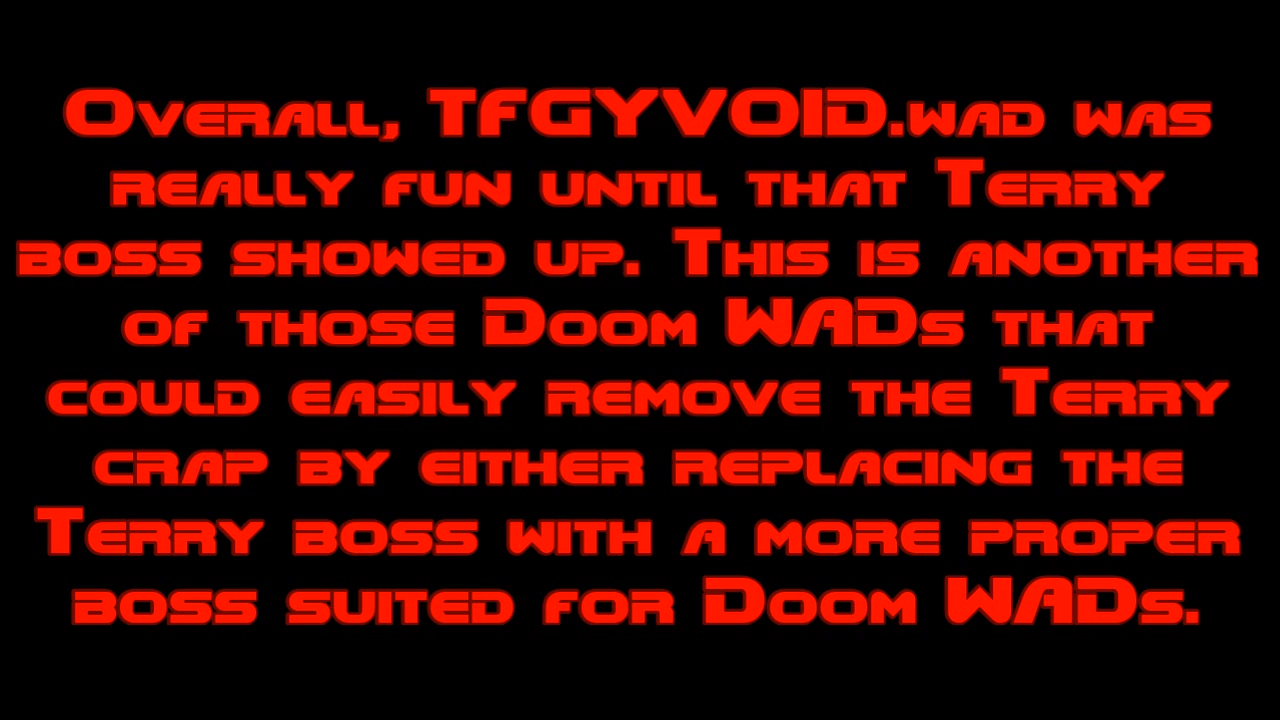 Overall, TFGYVOID.wad was
really fun until that Terry
boss showed up. This is another
of those Doom WADs that
could easily remove the Terry
crap by either replacing the
Terry boss with a more proper
boss suited for Doom WADs.